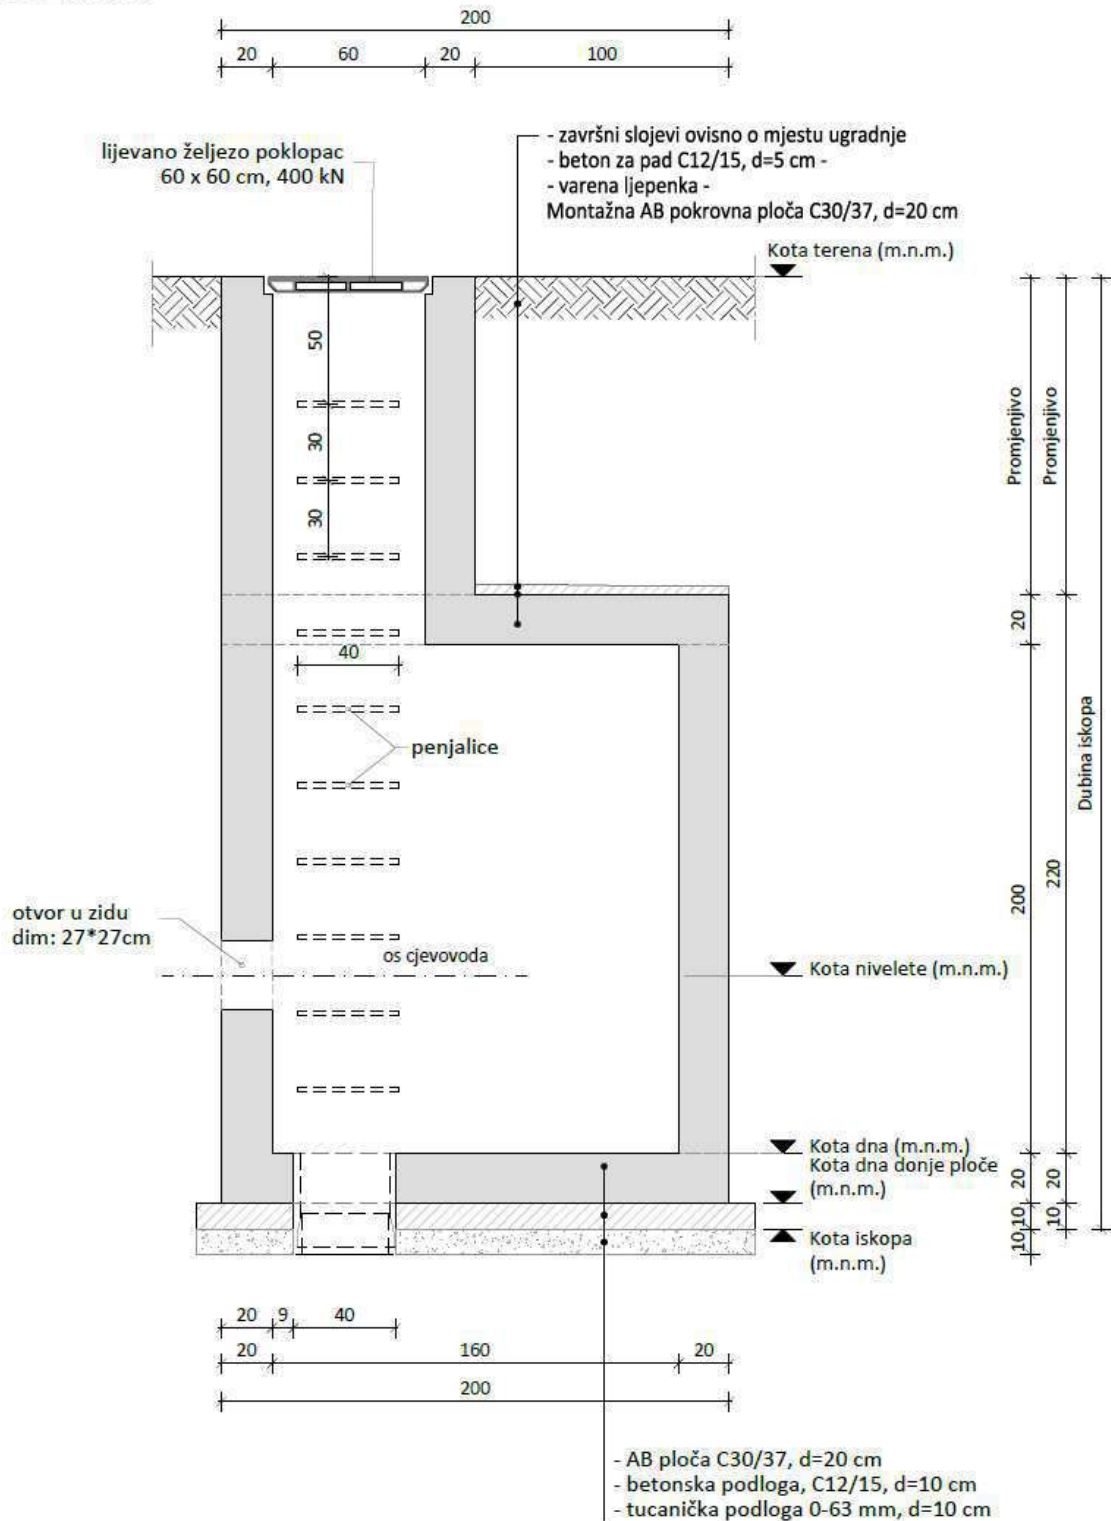 200
20 60 20 100
- završni slojevi ovisno o mjestu ugradnje
- beton za pad C12/15, d=5 cm -
- varena ljepenka -
Montažna AB pokrovna ploča C30/37, d=20 cm
lijevano željezo poklopac
60 x 60 cm, 400 kN
Kota terena (m.n.m.)
50
30
30
Promjenjivo
Promjenjivo
20
40
penjalice
Dubina iskopa
200
220
otvor u zidu
dim: 27*27cm
os cjevovoda
Kota nivelete (m.n.m.)
Kota dna (m.n.m.)
Kota dna donje ploče
(m.n.m.)
20 20
10 10
10
Kota iskopa
(m.n.m.)
20 9 40
20 160 20
200
- AB ploča C30/37, d=20 cm
- betonska podloga, C12/15, d=10 cm
- tucanička podloga 0-63 mm, d=10 cm